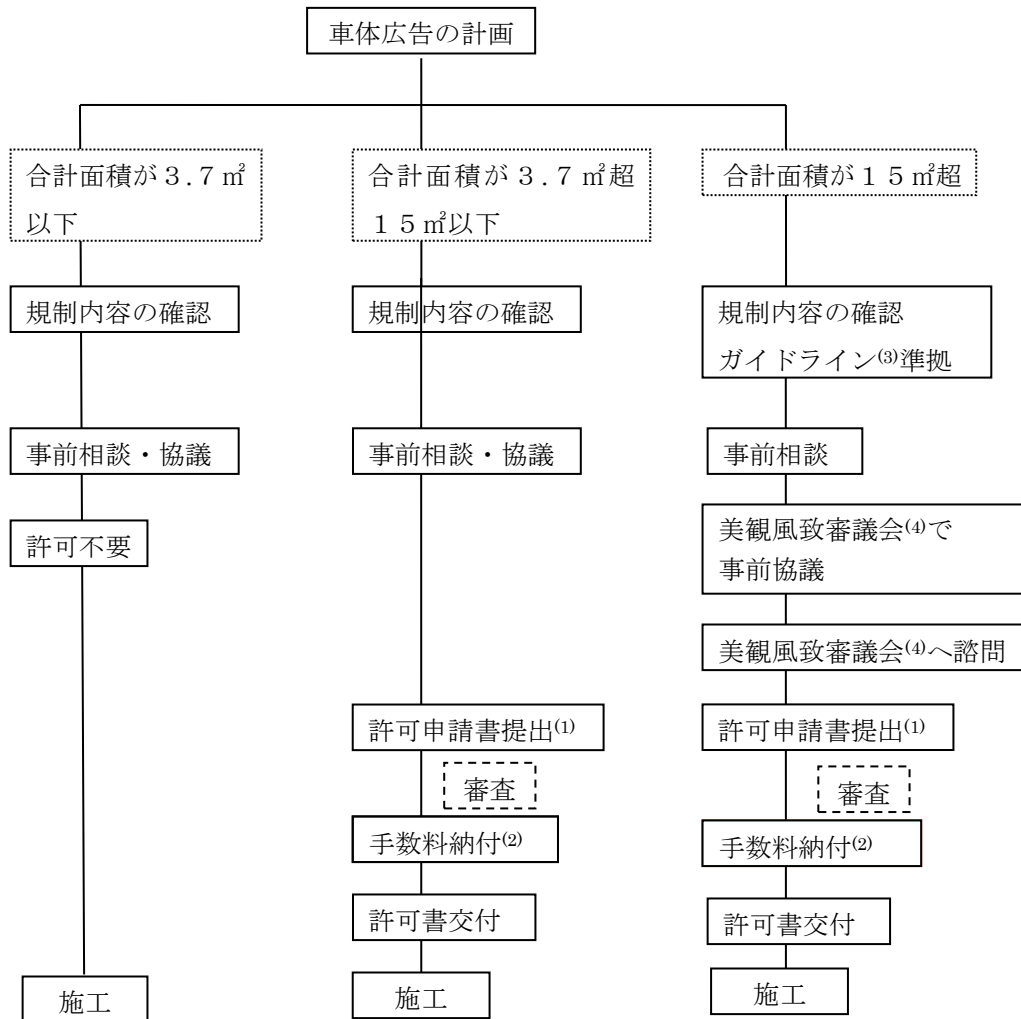 車体広告の計画
合計面積が３.７㎡
以下
規制内容の確認
事前相談・協議
許可不要
施工
合計面積が３.７㎡超
１５㎡以下
規制内容の確認
事前相談・協議
許可申請書提出(1)
審査
手数料納付(2)
許可書交付
施工
合計面積が１５㎡超
規制内容の確認
ガイドライン(3)準拠
事前相談
美観風致審議会(4)で
事前協議
美観風致審議会(4)へ諮問
許可申請書提出(1)
審査
手数料納付(2)
許可書交付
施工